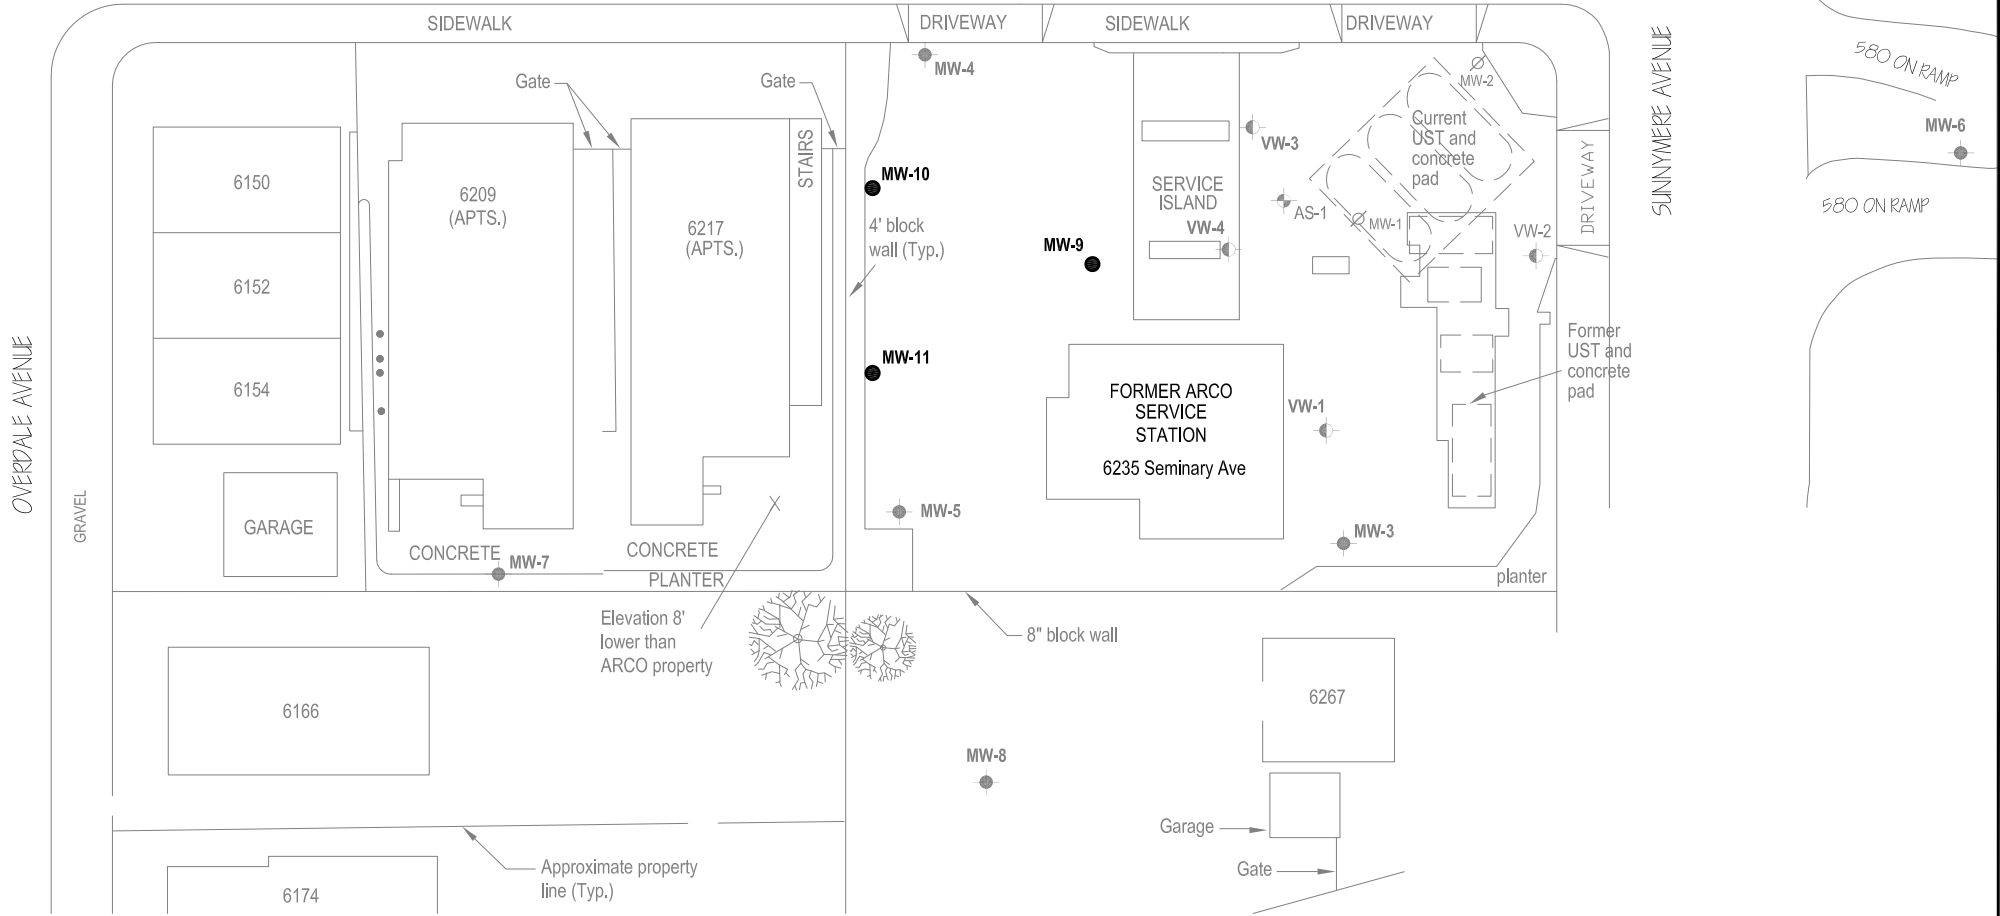 SIDEWALK
DRIVEWAY
SIDEWALK
DRIVEWAY
SUNNYMERE AVENUE
580 ON RAMP
MW-4
MW-2
Gate
Gate
Current
UST and
concrete
pad
MW-6
VW-3
STAIRS
DRIVEWAY
6150
6209
(APTS.)
MW-10
SERVICE
ISLAND
AS-1
MW-1
580 ON RAMP
6217
(APTS.)
4' block
wall (Typ.)
MW-9
VW-4
VW-2
6152
OVERDALE AVENUE
MW-11
Former
UST and
concrete
pad
6154
FORMER ARCO
SERVICE
STATION
6235 Seminary Ave
VW-1
GRAVEL
GARAGE
MW-5
MW-3
CONCRETE
MW-7
CONCRETE
PLANTER
planter
Elevation 8'
lower than
ARCO property
8" block wall
6166
6267
MW-8
Garage
Gate
Approximate property
line (Typ.)
6174